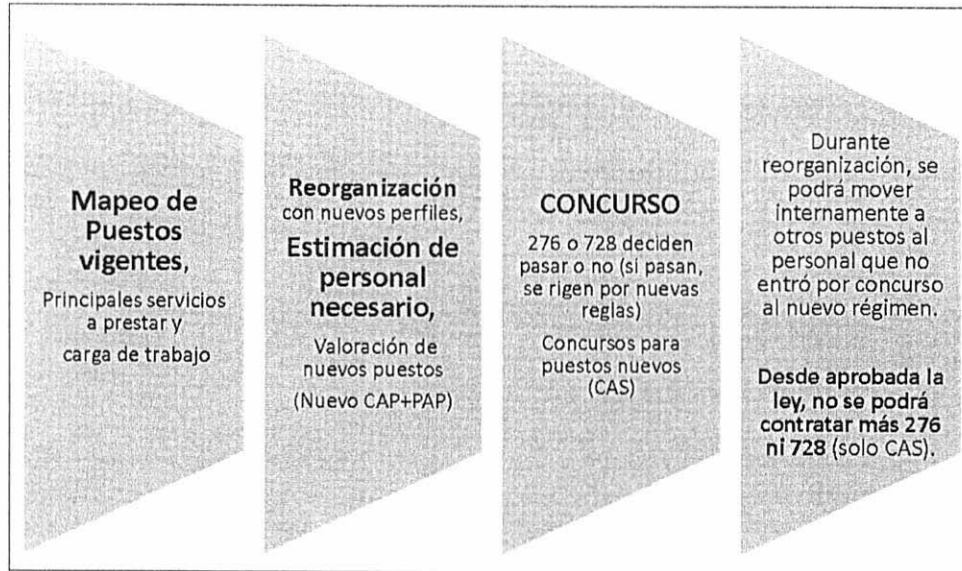 Mapeo de
Puestos
vigentes,
Principales servicios
a prestar y
carga de trabajo
Reorganización
con nuevos perfiles,
Estimación de
personal
necesario,
Valoración de
nuevos puestos
(Nuevo CAP+PAP)
CONCURSO
276 o 728 deciden
pasar o no (si pasan,
se rigen por nuevas
reglas)
Concursos para
puestos nuevos
(CAS)
Durante
reorganización, se
podrá mover
internamente a
otros puestos al
personal que no
entró por concurso
al nuevo régimen.
Desde aprobada la
ley, no se podrá
contratar más 276
ni 728 (solo CAS).